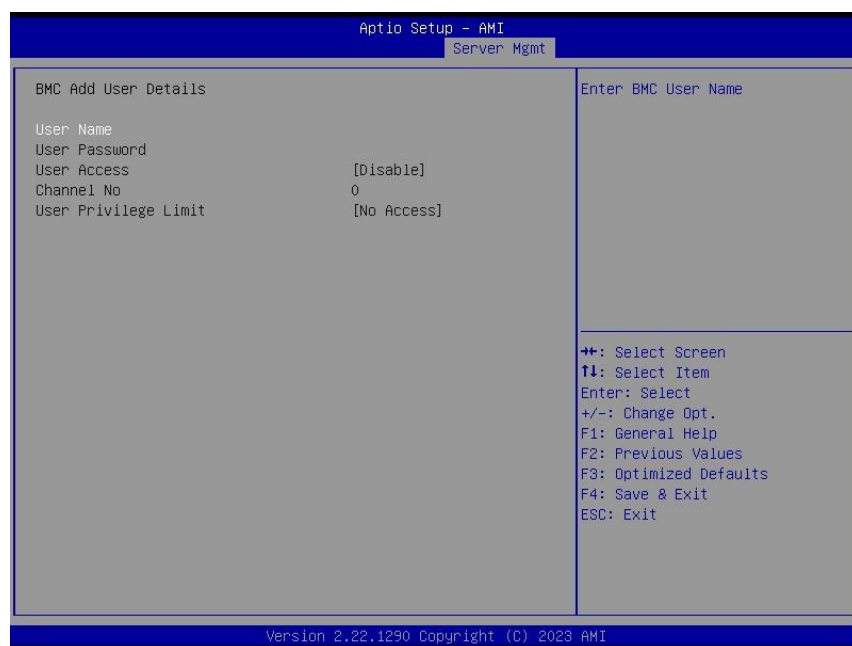 Aptio Setup – AMI
Server Mgmt
BMC Add User Details
User Name
User Password
User Access [Disable]
Channel No 0
User Privilege Limit [No Access]
Enter BMC User Name
→←: Select Screen
↑↓: Select Item
Enter: Select
+/-: Change Opt.
F1: General Help
F2: Previous Values
F3: Optimized Defaults
F4: Save & Exit
ESC: Exit
Version 2.22.1290 Copyright (C) 2023 AMI